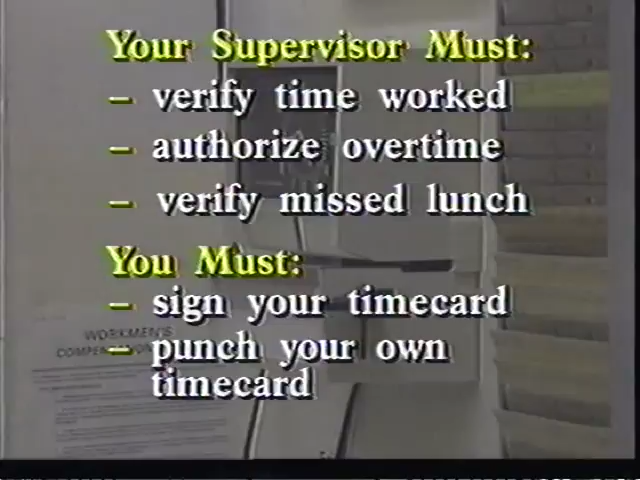 Your Supervisor Must:
– verify time worked
– authorize overtime
– verify missed lunch
You Must:
– sign your timecard
– punch your own
timecard
WORKMEN'S